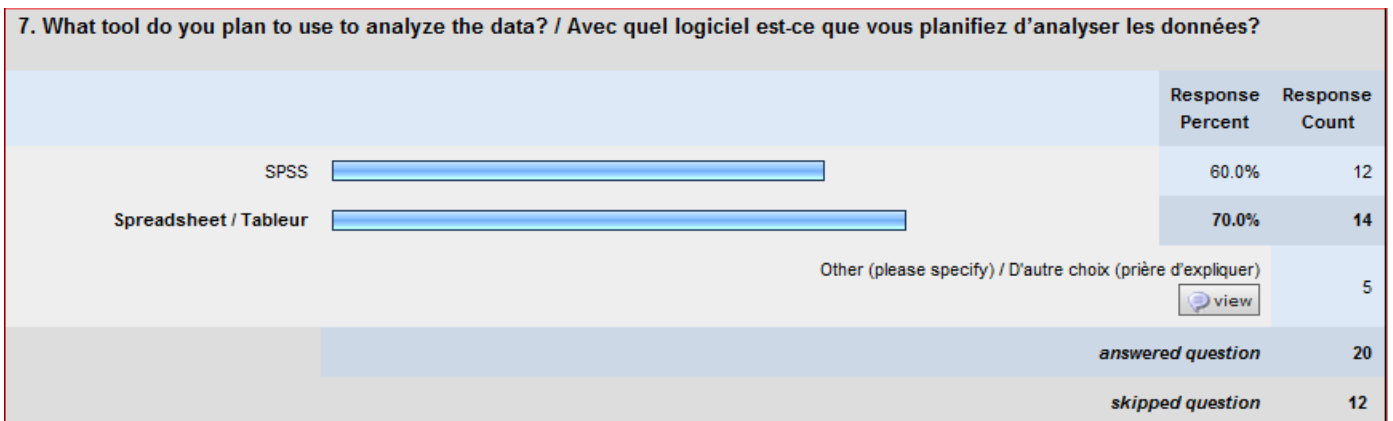 7. What tool do you plan to use to analyze the data? / Avec quel logiciel est-ce que vous planifiez d’analyser les données?
Response Percent
Response Count
SPSS 60.0% 12
Spreadsheet / Tableur 70.0% 14
Other (please specify) / D'autre choix (prière d'expliquer)
view
5
answered question 20
skipped question 12